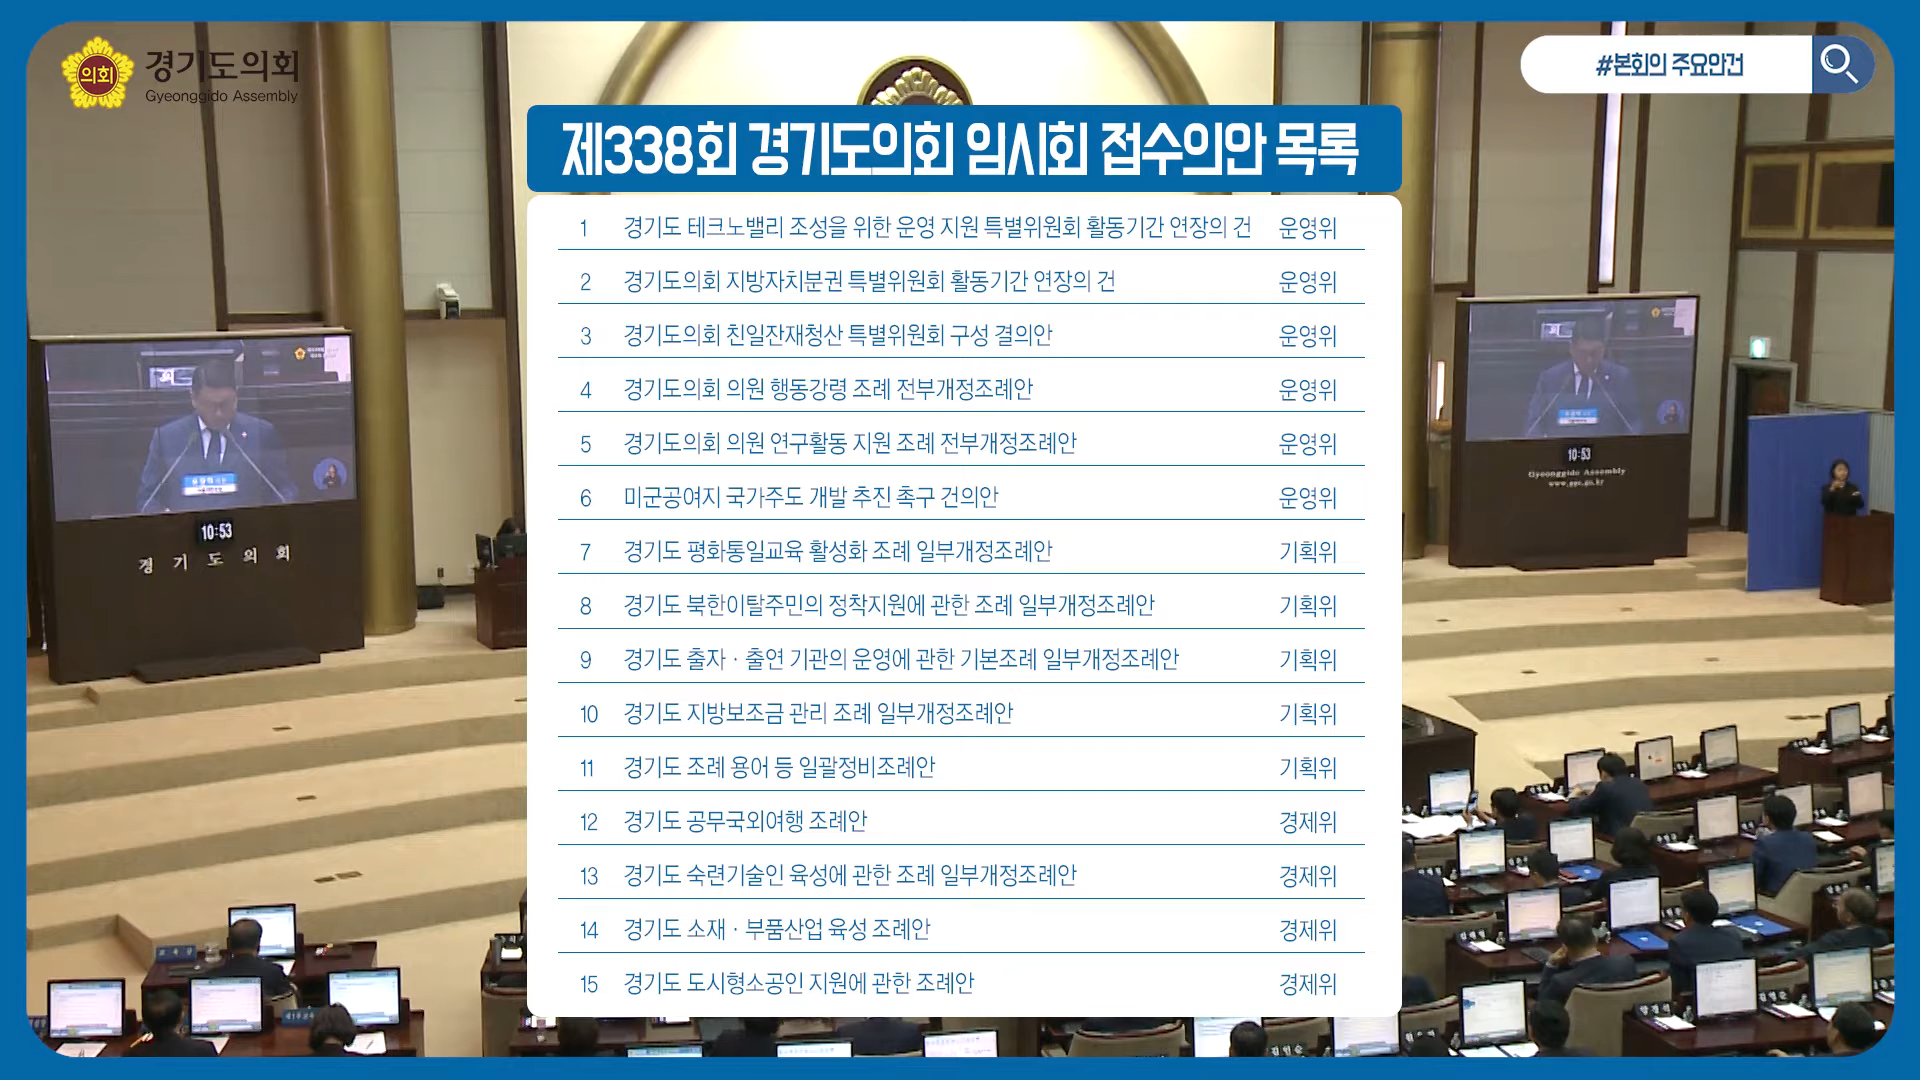 의회
경기도의회
Gyeonggido Assembly
#본회의 주요안건
제338회 경기도의회 임시회 접수의안 목록
1 경기도 테크노밸리 조성을 위한 운영 지원 특별위원회 활동기간 연장의 건 운영위
2 경기도의회 지방자치분권 특별위원회 활동기간 연장의 건 운영위
3 경기도의회 친일잔재청산 특별위원회 구성 결의안 운영위
4 경기도의회 의원 행동강령 조례 전부개정조례안 운영위
5 경기도의회 의원 연구활동 지원 조례 전부개정조례안 운영위
6 미군공여지 국가주도 개발 추진 촉구 건의안 운영위
7 경기도 평화통일교육 활성화 조례 일부개정조례안 기획위
8 경기도 북한이탈주민의 정착지원에 관한 조례 일부개정조례안 기획위
9 경기도 출자 · 출연 기관의 운영에 관한 기본조례 일부개정조례안 기획위
10 경기도 지방보조금 관리 조례 일부개정조례안 기획위
11 경기도 조례 용어 등 일괄정비조례안 기획위
12 경기도 공무국외여행 조례안 경제위
13 경기도 숙련기술인 육성에 관한 조례 일부개정조례안 경제위
14 경기도 소재 · 부품산업 육성 조례안 경제위
15 경기도 도시형소공인 지원에 관한 조례안 경제위
10:53
경기도의회
10:53
Gyeonggido Assembly
www.ggc.go.kr